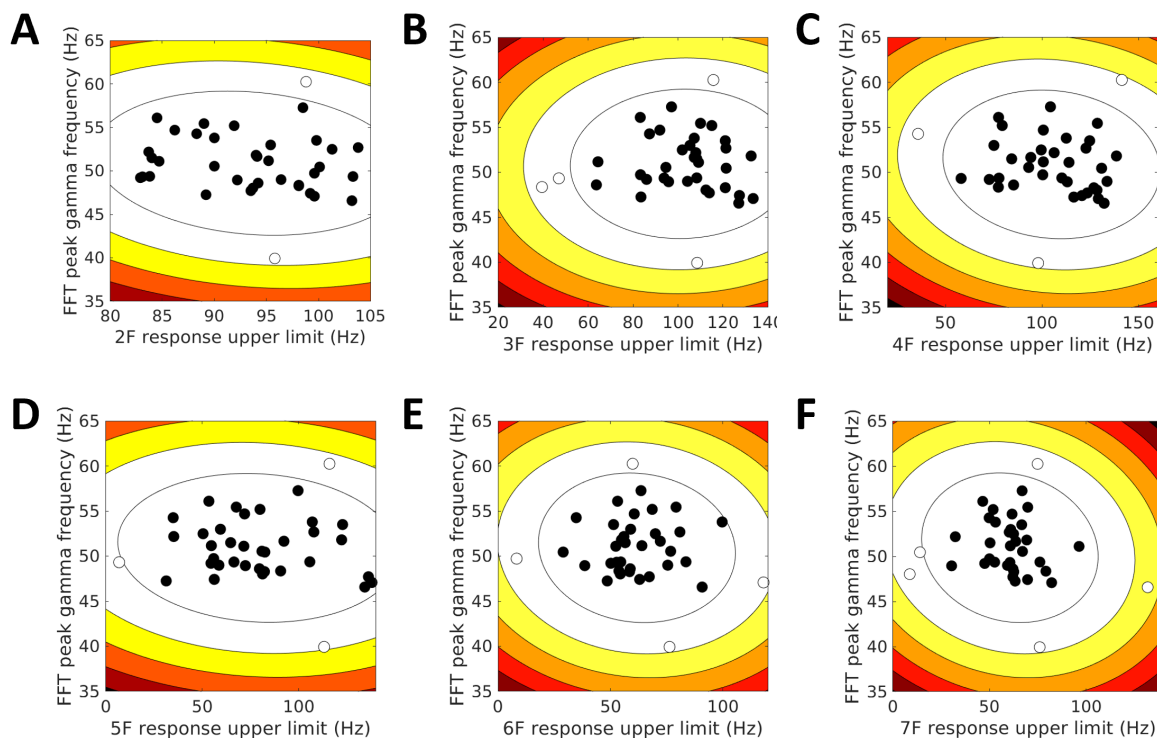 A
FFT peak gamma frequency (Hz)
65
60
55
50
45
40
35
80 85 90 95 100 105
2F response upper limit (Hz)
B
FFT peak gamma frequency (Hz)
65
60
55
50
45
40
35
20 40 60 80 100 120 140
3F response upper limit (Hz)
C
FFT peak gamma frequency (Hz)
65
60
55
50
45
40
35
50 100 150
4F response upper limit (Hz)
D
FFT peak gamma frequency (Hz)
65
60
55
50
45
40
35
0 50 100
5F response upper limit (Hz)
E
FFT peak gamma frequency (Hz)
65
60
55
50
45
40
35
0 50 100
6F response upper limit (Hz)
F
FFT peak gamma frequency (Hz)
65
60
55
50
45
40
35
0 50 100
7F response upper limit (Hz)